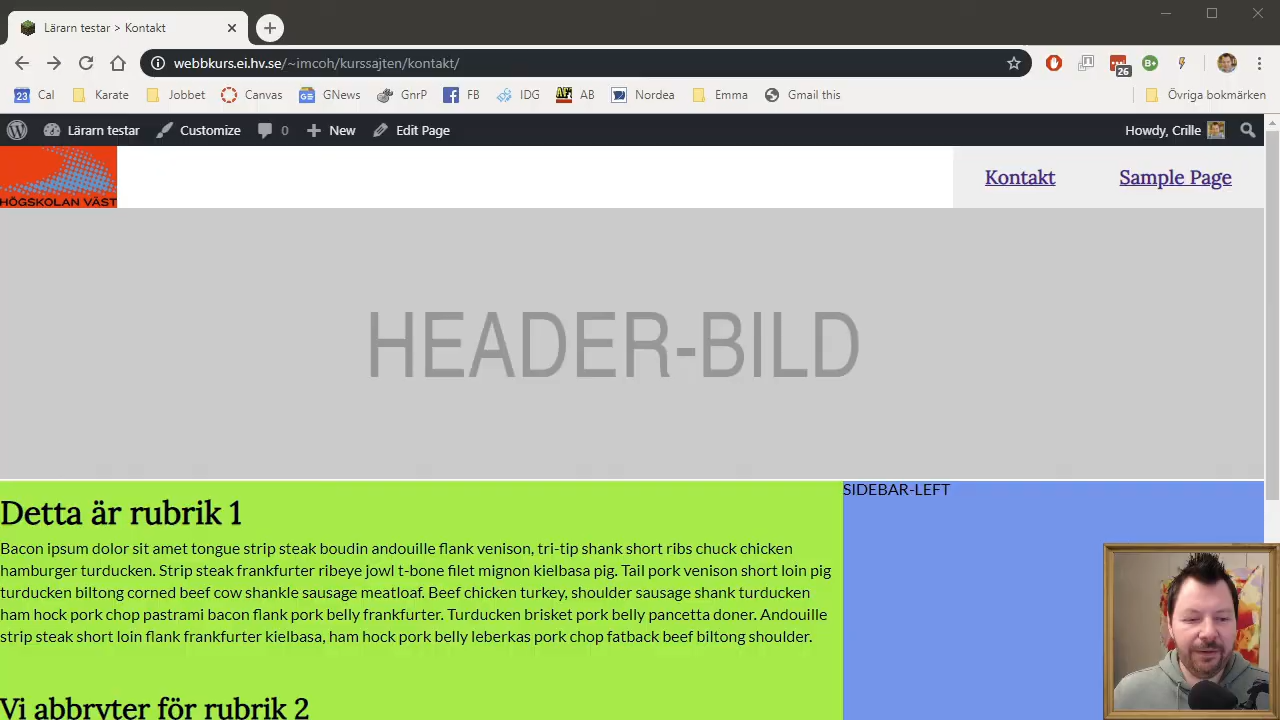 Lärarn testar > Kontakt
webbkurs.ei.hv.se/~imcoh/kurssajten/kontakt/
26
B+
23 Cal Karate Jobbet Canvas GNews GnrP FB IDG AB Nordea Emma Gmail this Övriga bokmärken
Lärarn testar Customize 0 New Edit Page Howdy, Crille
HÖGSKOLAN VÄST
Kontakt Sample Page
HEADER-BILD
SIDEBAR-LEFT
Detta är rubrik 1
Bacon ipsum dolor sit amet tongue strip steak boudin andouille flank venison, tri-tip shank short ribs chuck chicken
hamburger turducken. Strip steak frankfurter ribeye jowl t-bone filet mignon kielbasa pig. Tail pork venison short loin pig
turducken biltong corned beef cow shankle sausage meatloaf. Beef chicken turkey, shoulder sausage shank turducken
ham hock pork chop pastrami bacon flank pork belly frankfurter. Turducken brisket pork belly pancetta doner. Andouille
strip steak short loin flank frankfurter kielbasa, ham hock pork belly leberkas pork chop fatback beef biltong shoulder.
Vi abbryter för rubrik 2